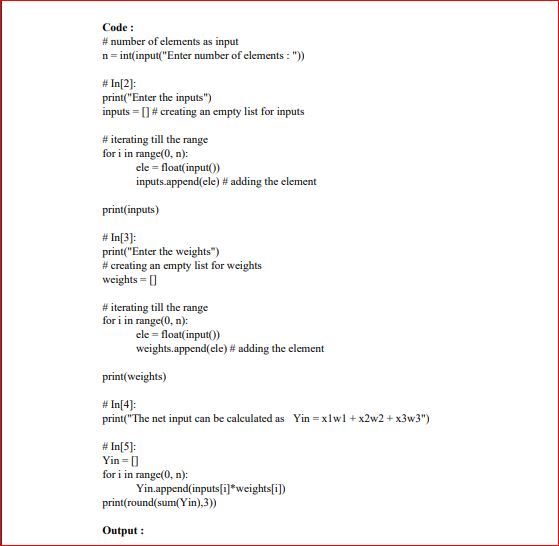 Code :
# number of elements as input
n = int(input("Enter number of elements : "))
# In[2]:
print("Enter the inputs")
inputs = [] # creating an empty list for inputs
# iterating till the range
for i in range(0, n):
ele = float(input())
inputs.append(ele) # adding the element
print(inputs)
# In[3]:
print("Enter the weights")
# creating an empty list for weights
weights = []
# iterating till the range
for i in range(0, n):
ele = float(input())
weights.append(ele) # adding the element
print(weights)
# In[4]:
print("The net input can be calculated as Yin = x1w1 + x2w2 + x3w3")
# In[5]:
Yin = []
for i in range(0, n):
Yin.append(inputs[i]*weights[i])
print(round(sum(Yin),3))
Output :